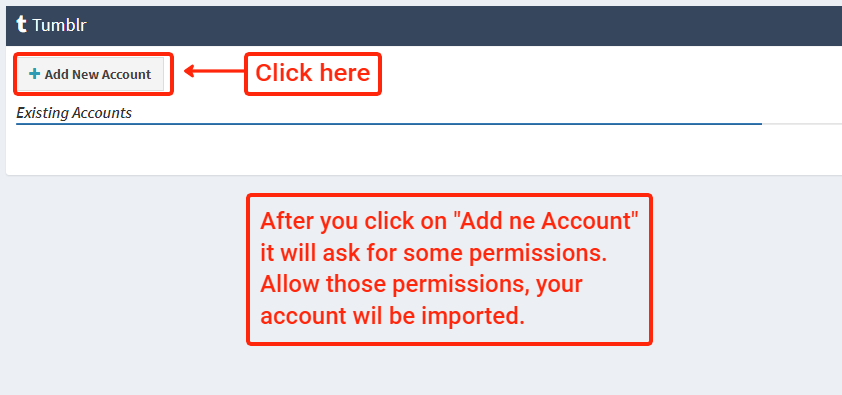 t Tumblr
+ Add New Account
Click here
Existing Accounts
After you click on "Add ne Account"
it will ask for some permissions.
Allow those permissions, your
account wil be imported.